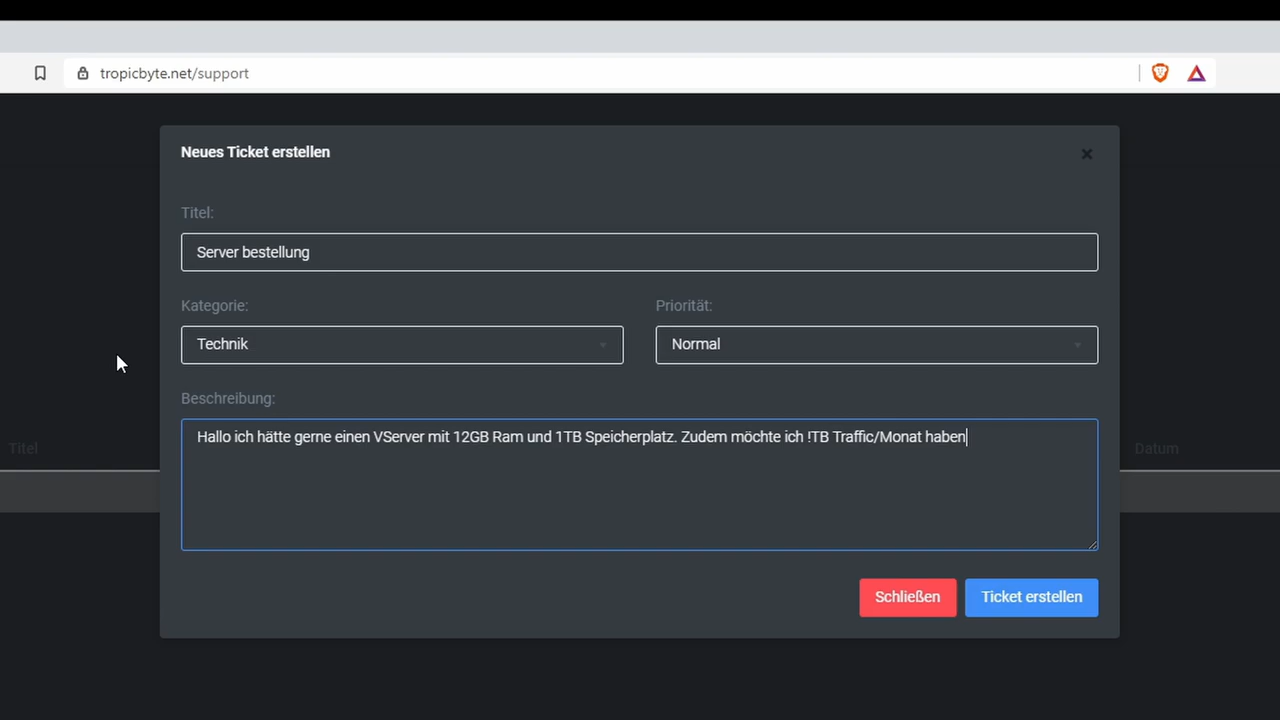 tropicbyte.net/support
Neues Ticket erstellen
Titel:
Server bestellung
Kategorie: Priorität:
Technik Normal
Beschreibung:
Hallo ich hätte gerne einen VServer mit 12GB Ram und 1TB Speicherplatz. Zudem möchte ich !TB Traffic/Monat haben
Titel Datum
Schließen Ticket erstellen